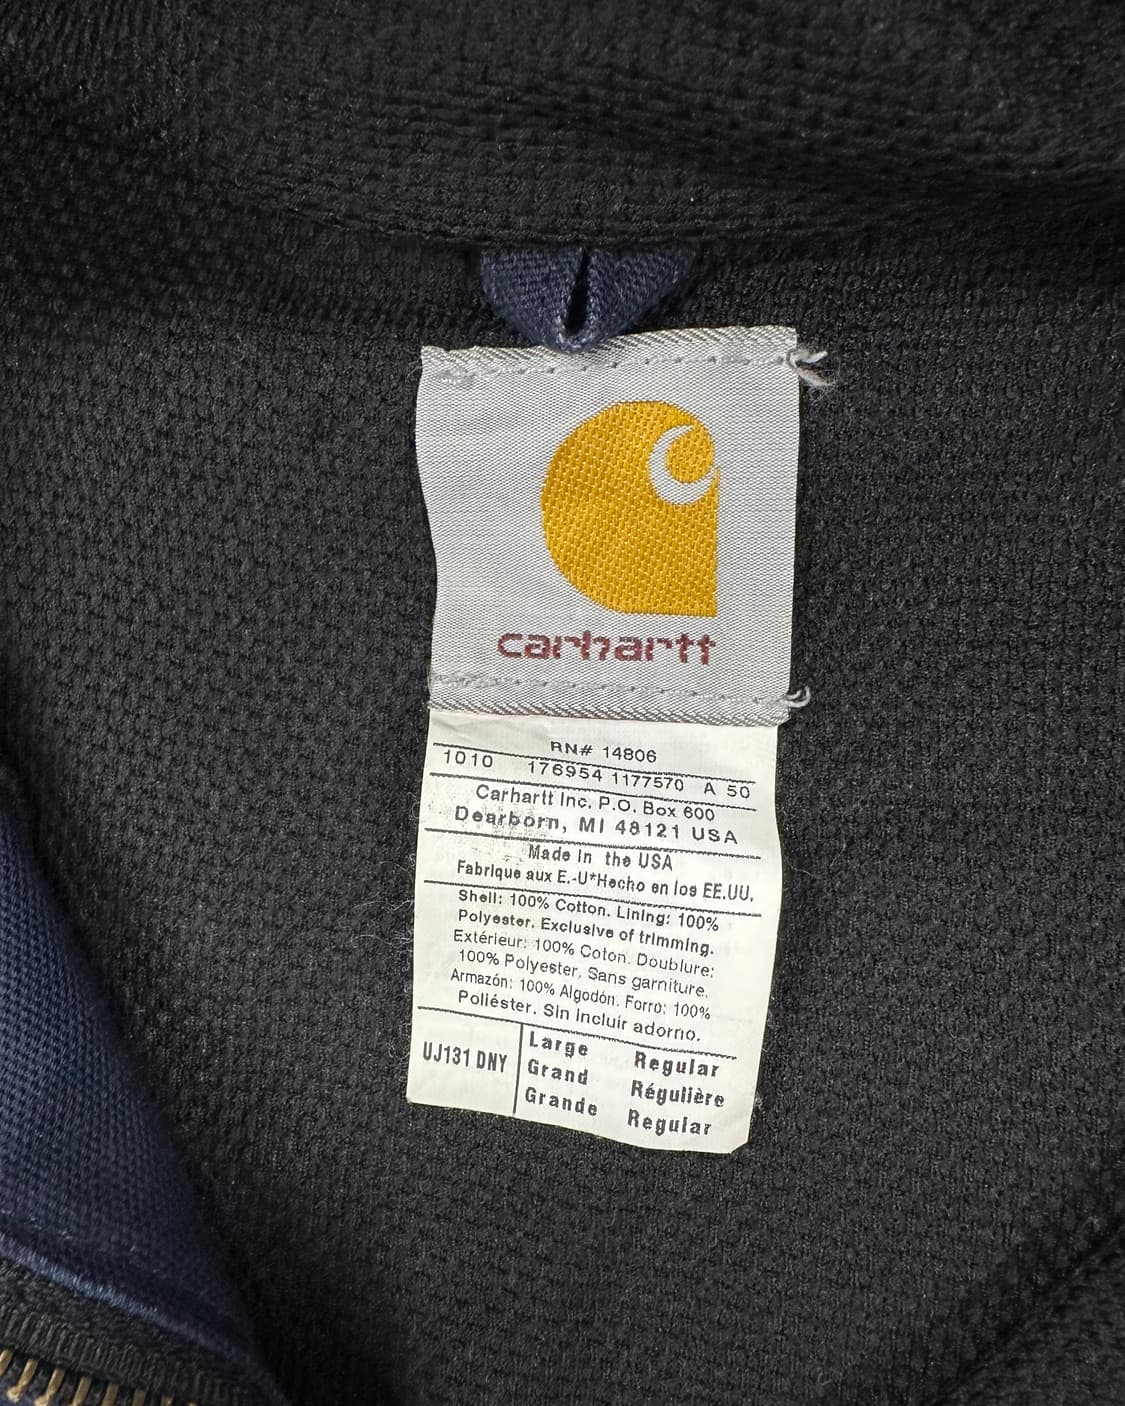 carhartt
RN# 14806
1010 176954 1177570 A 50
Carhartt Inc. P.O. Box 600
Dearborn, MI 48121 USA
Made in the USA
Fabrique aux E.-U*Hecho en los EE.UU.
Shell: 100% Cotton. Lining: 100%
Polyester. Exclusive of trimming.
Extérieur: 100% Coton. Doublure:
100% Polyester. Sans garniture.
Armazón: 100% Algodón. Forro: 100%
Poliéster. Sin incluir adorno.
UJ131 DNY
Large Regular
Grand Régulière
Grande Regular